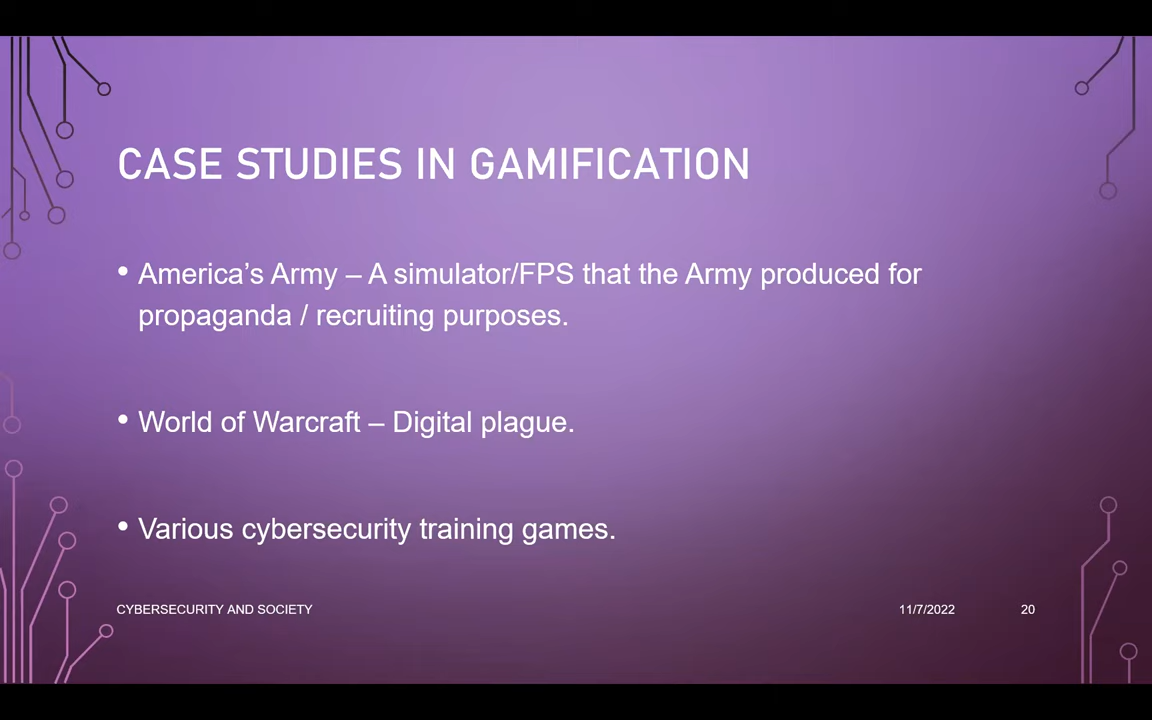 CASE STUDIES IN GAMIFICATION
• America’s Army – A simulator/FPS that the Army produced for
propaganda / recruiting purposes.
• World of Warcraft – Digital plague.
• Various cybersecurity training games.
CYBERSECURITY AND SOCIETY 11/7/2022 20